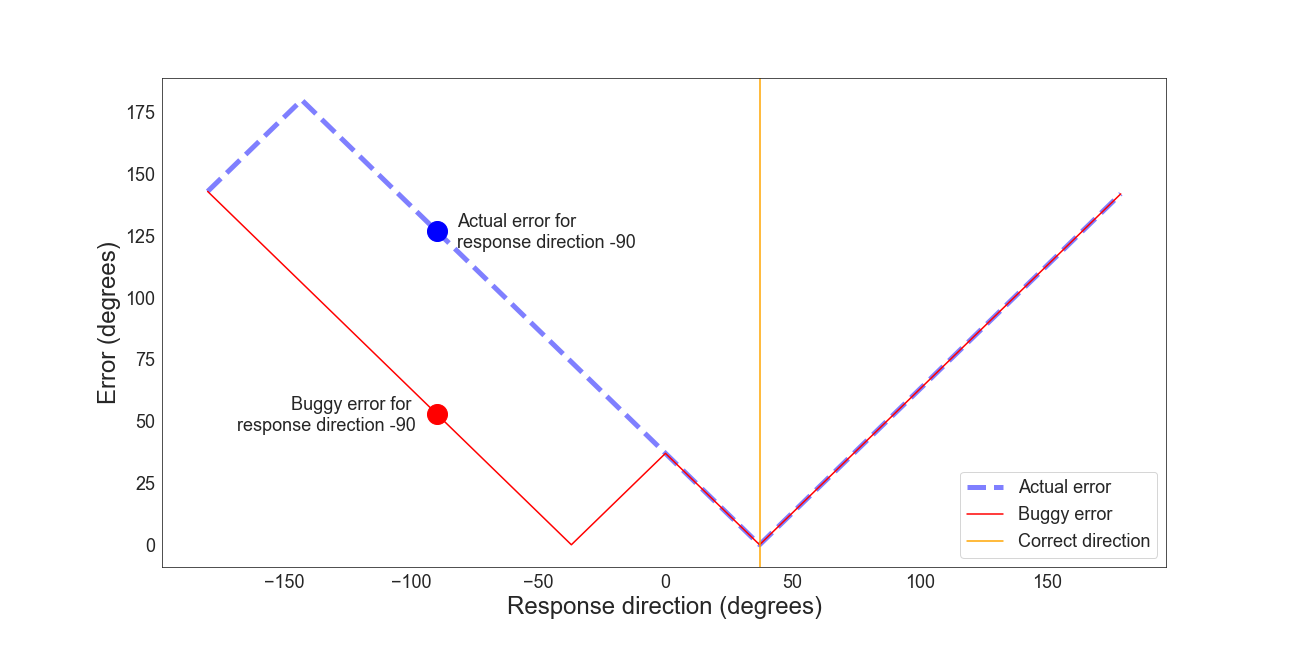 175
150
125
100
75
50
25
0
Error (degrees)
Actual error for
response direction -90
Buggy error for
response direction -90
Actual error
Buggy error
Correct direction
−150
−100
−50
0
50
100
150
Response direction (degrees)